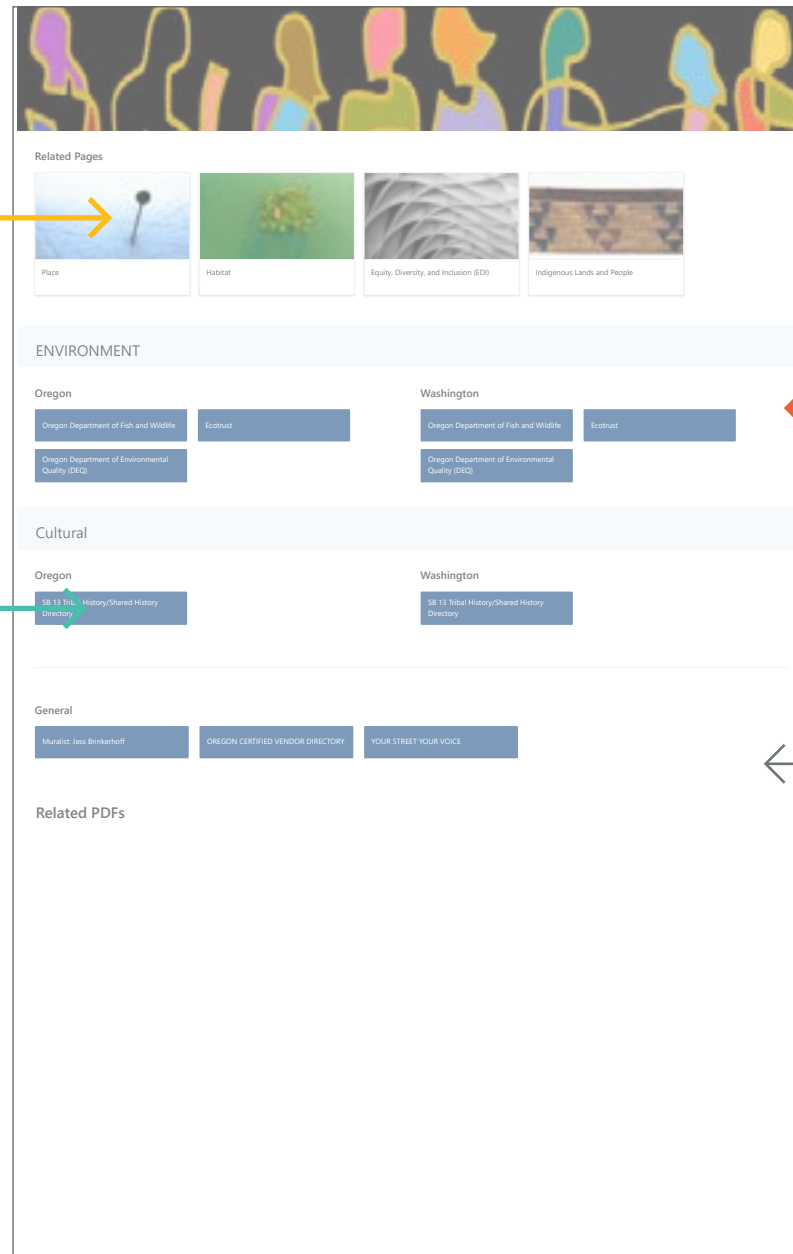 Related Pages
Place
Habitat
Equity, Diversity, and Inclusion (EDI)
Indigenous Lands and People
ENVIRONMENT
Oregon
Washington
Oregon Department of Fish and Wildlife
Ecotrust
Oregon Department of Fish and Wildlife
Ecotrust
Oregon Department of Environmental
Quality (DEQ)
Oregon Department of Environmental
Quality (DEQ)
Cultural
Oregon
Washington
SB 13 Tribal History/Shared History
Directory
SB 13 Tribal History/Shared History
Directory
General
Muralist: Jess Brinkerhoff
OREGON CERTIFIED VENDOR DIRECTORY
YOUR STREET YOUR VOICE
Related PDFs